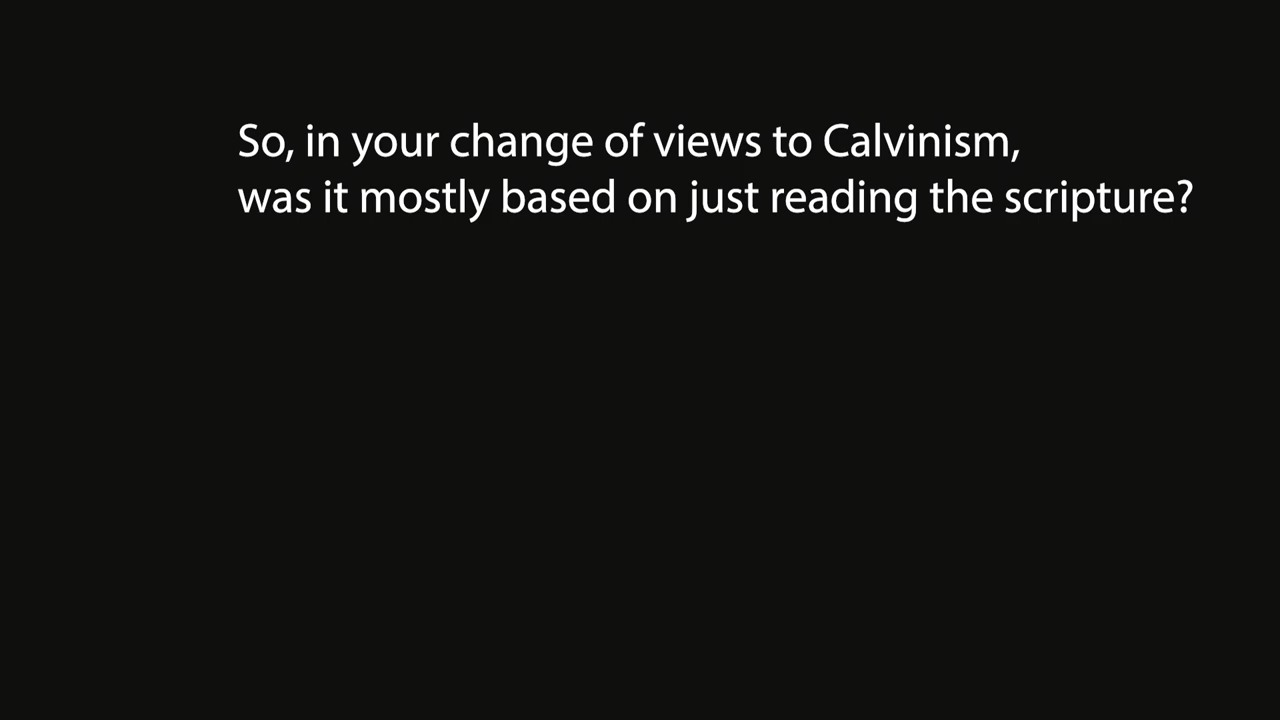 So, in your change of views to Calvinism,
was it mostly based on just reading the scripture?